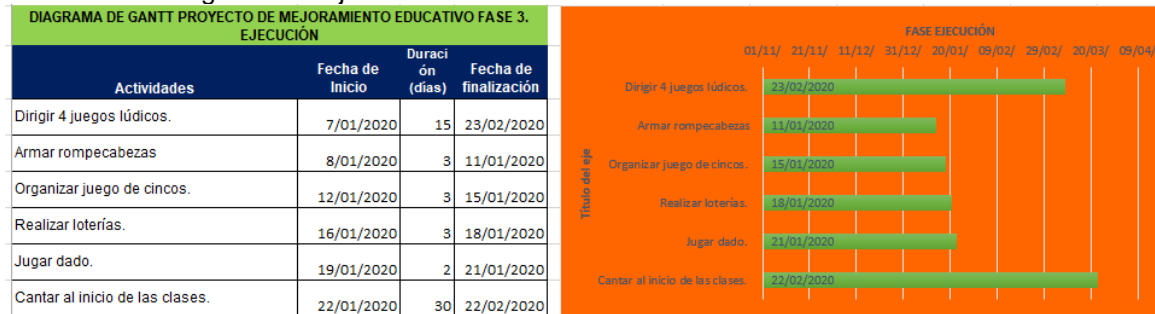 DIAGRAMA DE GANTT PROYECTO DE MEJORAMIENTO EDUCATIVO FASE 3.
EJECUCIÓN
Actividades
Fecha de
Inicio
Duraci
ón
(días)
Fecha de
finalización
Dirigir 4 juegos lúdicos. 7/01/2020 15 23/02/2020
Armar rompecabezas 8/01/2020 3 11/01/2020
Organizar juego de cincos. 12/01/2020 3 15/01/2020
Realizar loterías. 16/01/2020 3 18/01/2020
Jugar dado. 19/01/2020 2 21/01/2020
Cantar al inicio de las clases. 22/01/2020 30 22/02/2020
FASE EJECUCIÓN
01/11/ 21/11/ 11/12/ 31/12/ 20/01/ 09/02/ 29/02/ 20/03/ 09/04/
Título del eje
Dirigir 4 juegos lúdicos. 23/02/2020
Armar rompecabezas 11/01/2020
Organizar juego de cincos. 15/01/2020
Realizar loterías. 18/01/2020
Jugar dado. 21/01/2020
Cantar al inicio de las clases. 22/02/2020